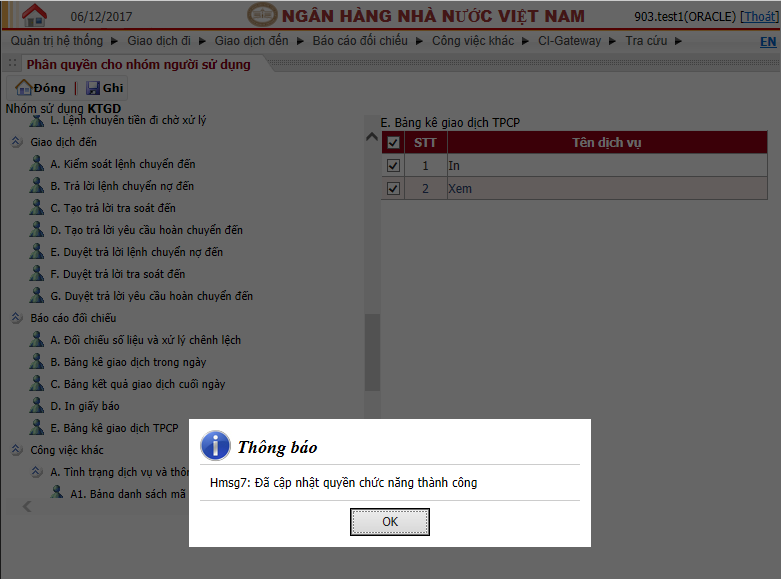 06/12/2017
NGÂN HÀNG NHÀ NƯỚC VIỆT NAM
903.test1(ORACLE) [Thoát]
Quản trị hệ thống Giao dịch đi Giao dịch đến Báo cáo đối chiếu Công việc khác CI-Gateway Tra cứu EN
Phân quyền cho nhóm người sử dụng
Đóng | Ghi
Nhóm sử dụng KTGD
L. Lệnh chuyển tiền đi chờ xử lý
Giao dịch đến
A. Kiểm soát lệnh chuyển đến
B. Trả lời lệnh chuyển nợ đến
C. Tạo trả lời tra soát đến
D. Tạo trả lời yêu cầu hoàn chuyển đến
E. Duyệt trả lời lệnh chuyển nợ đến
F. Duyệt trả lời tra soát đến
G. Duyệt trả lời yêu cầu hoàn chuyển đến
Báo cáo đối chiếu
A. Đối chiếu số liệu và xử lý chênh lệch
B. Bảng kê giao dịch trong ngày
C. Bảng kết quả giao dịch cuối ngày
D. In giấy báo
E. Bảng kê giao dịch TPCP
Công việc khác
A. Tình trạng dịch vụ và
A1. Bảng danh sách mã
E. Bảng kê giao dịch TPCP
STT Tên dịch vụ
1 In
2 Xem
Thông báo
Hmsg7: Đã cập nhật quyền chức năng thành công
OK